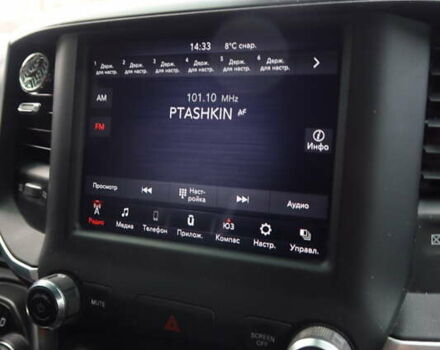 14:33 8°C снар.
1 Держ. для настр. 2 Держ. для настр. 3 Держ. для настр. 4 Держ. для настр. 5 Держ. для настр. 6 Держ. для настр.
AM
101.10 MHz
FM
PTASHKIN AF
Инфо
Просмотр
Наст-
ройка
Аудио
Радио Медиа Телефон Прилож. Компас Настр. Управл.
ЮЗ
MUTE
SCREEN
OFF